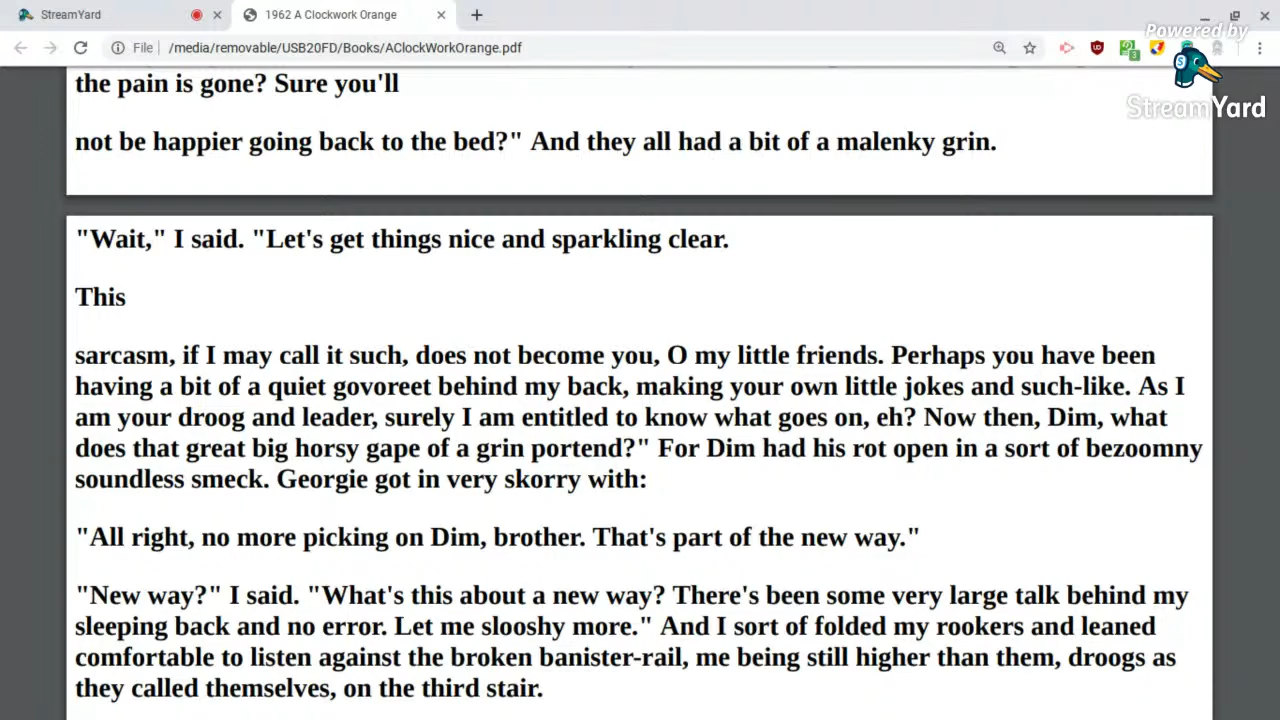 StreamYard
1962 A Clockwork Orange
File
/media/removable/USB20FD/Books/AClockWorkOrange.pdf
Powered by
StreamYard
the pain is gone? Sure you'll
not be happier going back to the bed?" And they all had a bit of a malenky grin.
"Wait," I said. "Let's get things nice and sparkling clear.
This
sarcasm, if I may call it such, does not become you, O my little friends. Perhaps you have been
having a bit of a quiet govoreet behind my back, making your own little jokes and such-like. As I
am your droog and leader, surely I am entitled to know what goes on, eh? Now then, Dim, what
does that great big horsy gape of a grin portend?" For Dim had his rot open in a sort of bezoomny
soundless smeck. Georgie got in very skorry with:
"All right, no more picking on Dim, brother. That's part of the new way."
"New way?" I said. "What's this about a new way? There's been some very large talk behind my
sleeping back and no error. Let me slooshy more." And I sort of folded my rookers and leaned
comfortable to listen against the broken banister-rail, me being still higher than them, droogs as
they called themselves, on the third stair.